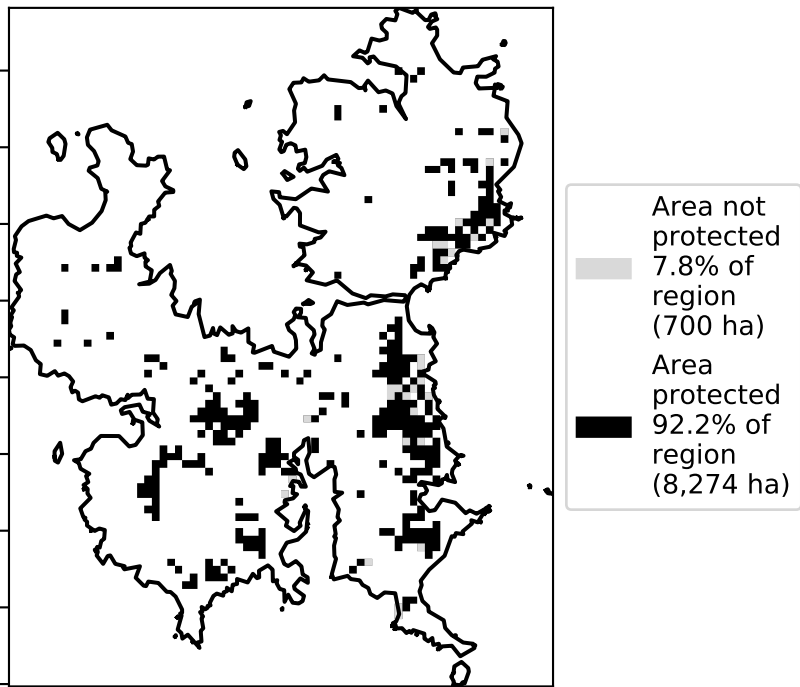 Area not
protected
7.8% of
region
(700 ha)
Area
protected
92.2% of
region
(8,274 ha)